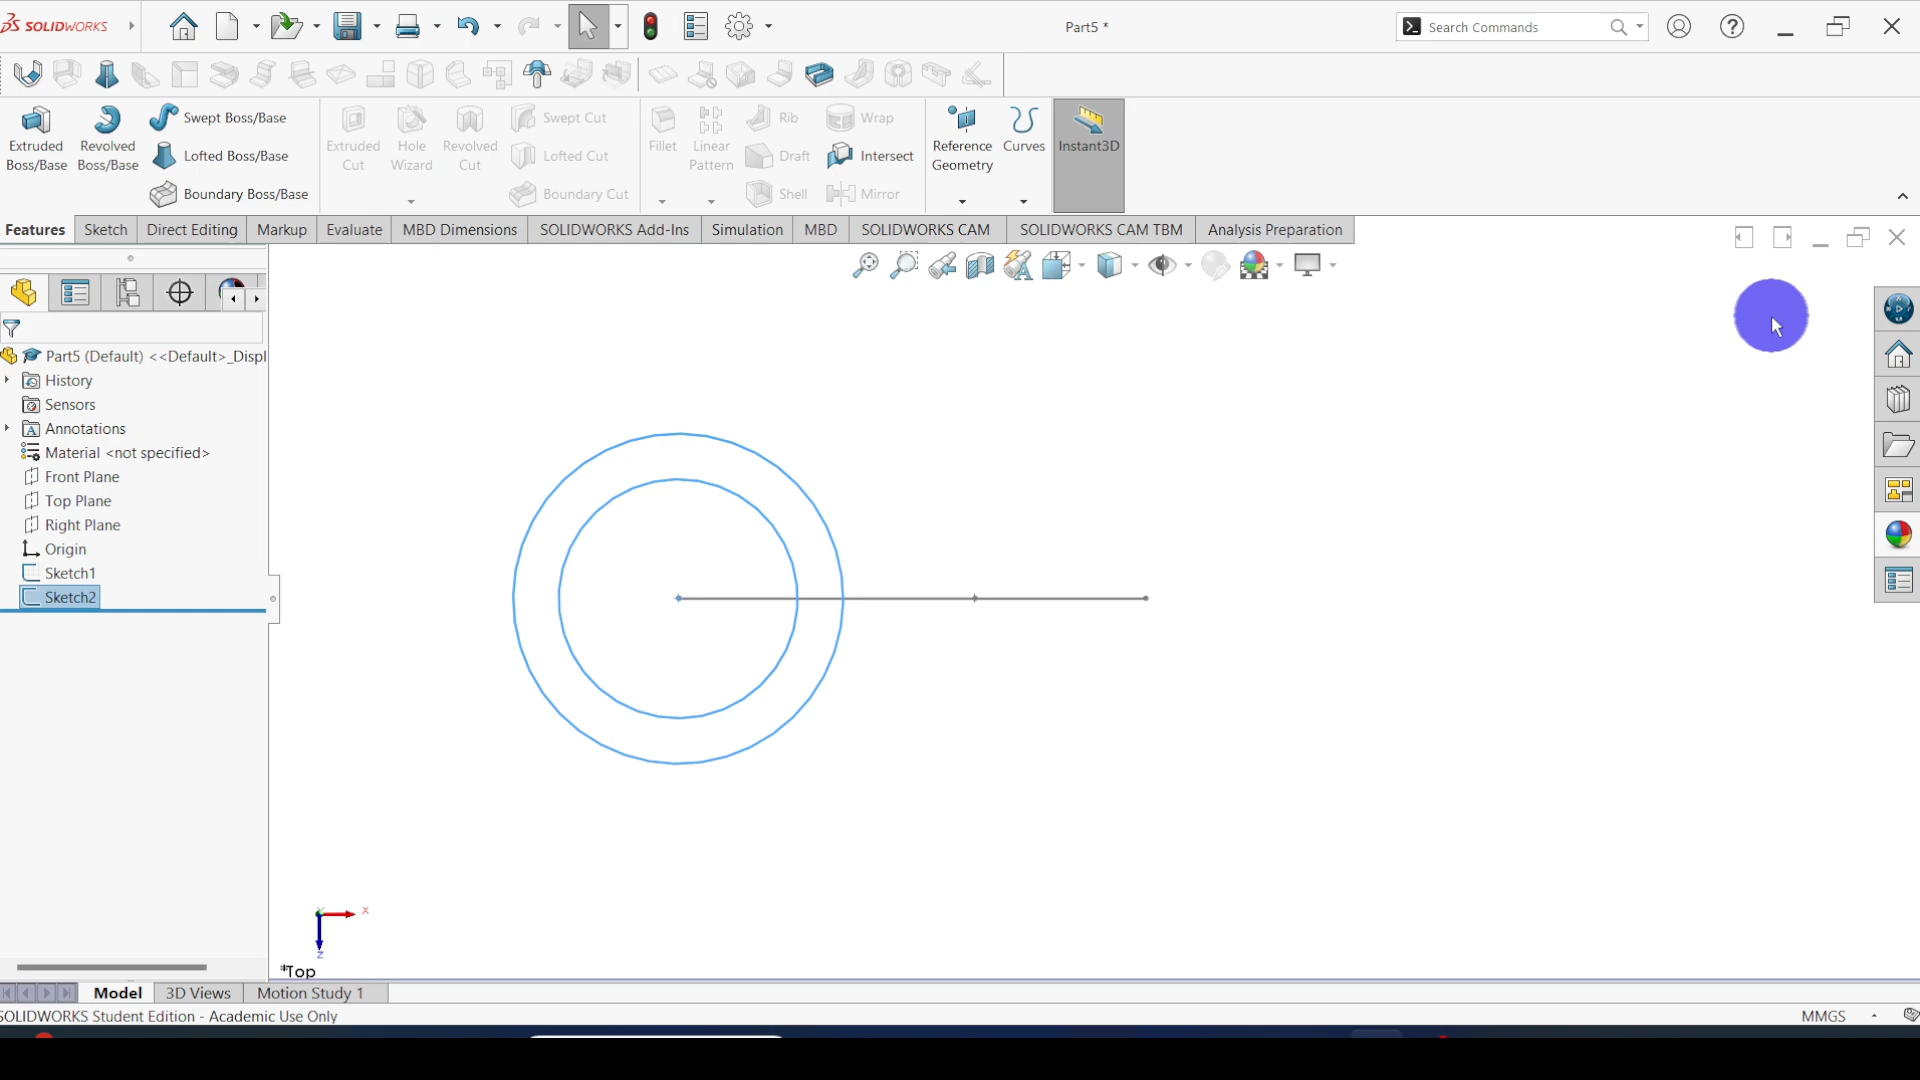 SOLIDWORKS
Part5 *
Search Commands
Extruded
Boss/Base
Revolved
Boss/Base
Swept Boss/Base
Lofted Boss/Base
Boundary Boss/Base
Extruded
Cut
Hole
Wizard
Revolved
Cut
Swept Cut
Lofted Cut
Boundary Cut
Fillet
Linear
Pattern
Rib
Draft
Shell
Wrap
Intersect
Mirror
Reference
Geometry
Curves
Instant3D
Features
Sketch
Direct Editing
Markup
Evaluate
MBD Dimensions
SOLIDWORKS Add-Ins
Simulation
MBD
SOLIDWORKS CAM
SOLIDWORKS CAM TBM
Analysis Preparation
Part5 (Default) <<Default>_Displ
History
Sensors
Annotations
Material <not specified>
Front Plane
Top Plane
Right Plane
Origin
Sketch1
Sketch2
Y
X
Z
*Top
Model
3D Views
Motion Study 1
SOLIDWORKS Student Edition - Academic Use Only
MMGS